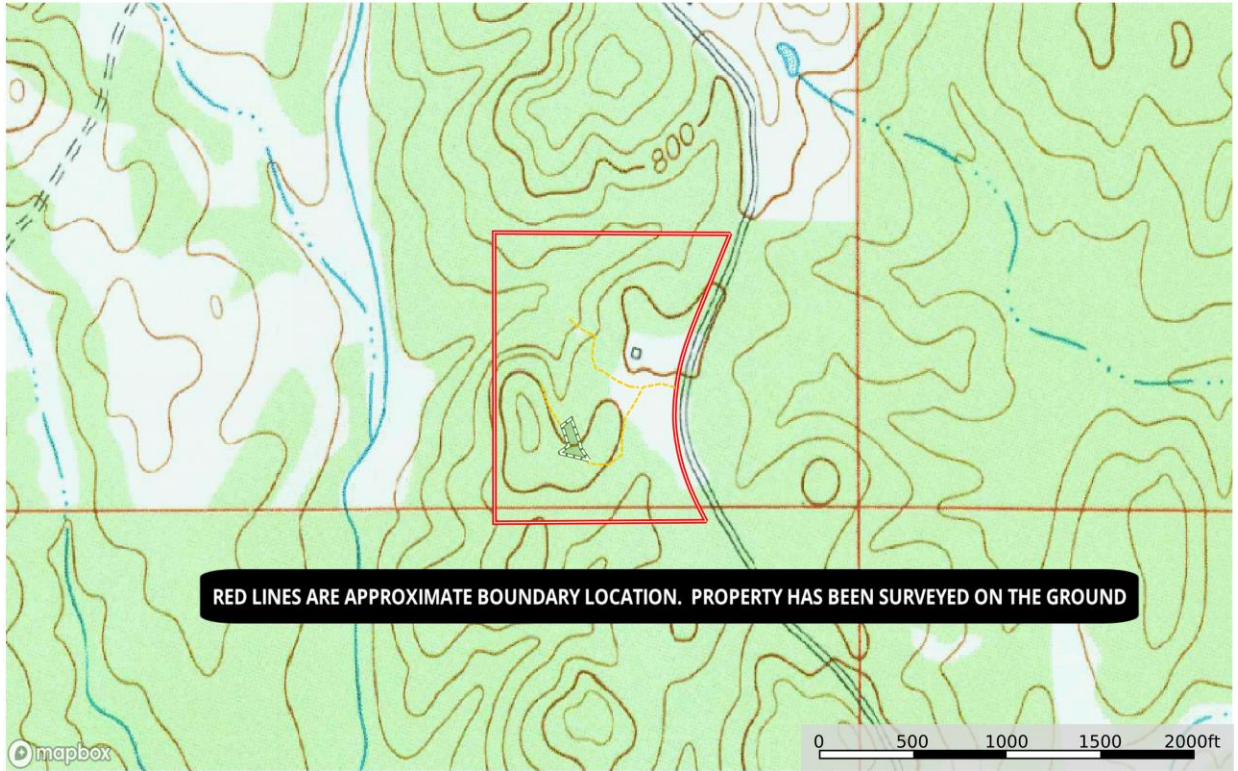 800
RED LINES ARE APPROXIMATE BOUNDARY LOCATION. PROPERTY HAS BEEN SURVEYED ON THE GROUND
mapbox
0 500 1000 1500 2000ft